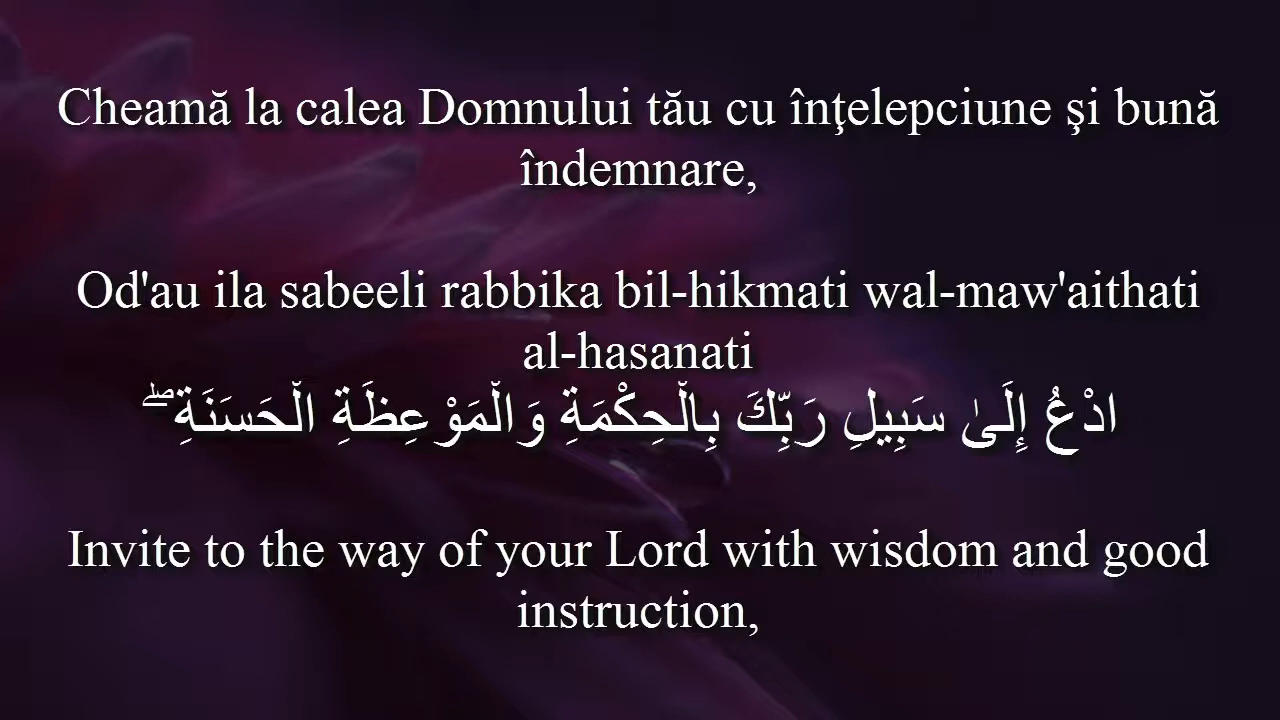 Cheamă la calea Domnului tău cu înţelepciune şi bună
îndemnare,
Od'au ila sabeeli rabbika bil-hikmati wal-maw'aithati
al-hasanati
ادْعُ إِلَىٰ سَبِيلِ رَبِّكَ بِالْحِكْمَةِ وَالْمَوْعِظَةِ الْحَسَنَةِ ۖ
Invite to the way of your Lord with wisdom and good
instruction,